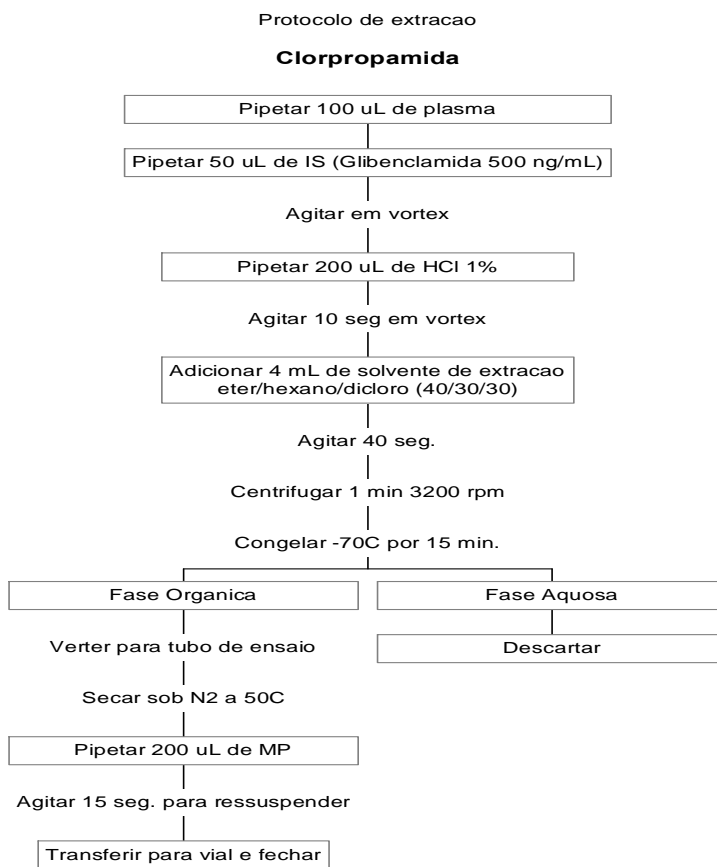 Protocolo de extracao
Clorpropamida
Pipetar 100 uL de plasma
Pipetar 50 uL de IS (Glibenclamida 500 ng/mL)
Agitar em vortex
Pipetar 200 uL de HCl 1%
Agitar 10 seg em vortex
Adicionar 4 mL de solvente de extracao
eter/hexano/dicloro (40/30/30)
Agitar 40 seg.
Centrifugar 1 min 3200 rpm
Congelar -70C por 15 min.
Fase Organica
Fase Aquosa
Verter para tubo de ensaio
Descartar
Secar sob N2 a 50C
Pipetar 200 uL de MP
Agitar 15 seg. para ressuspender
Transferir para vial e fechar